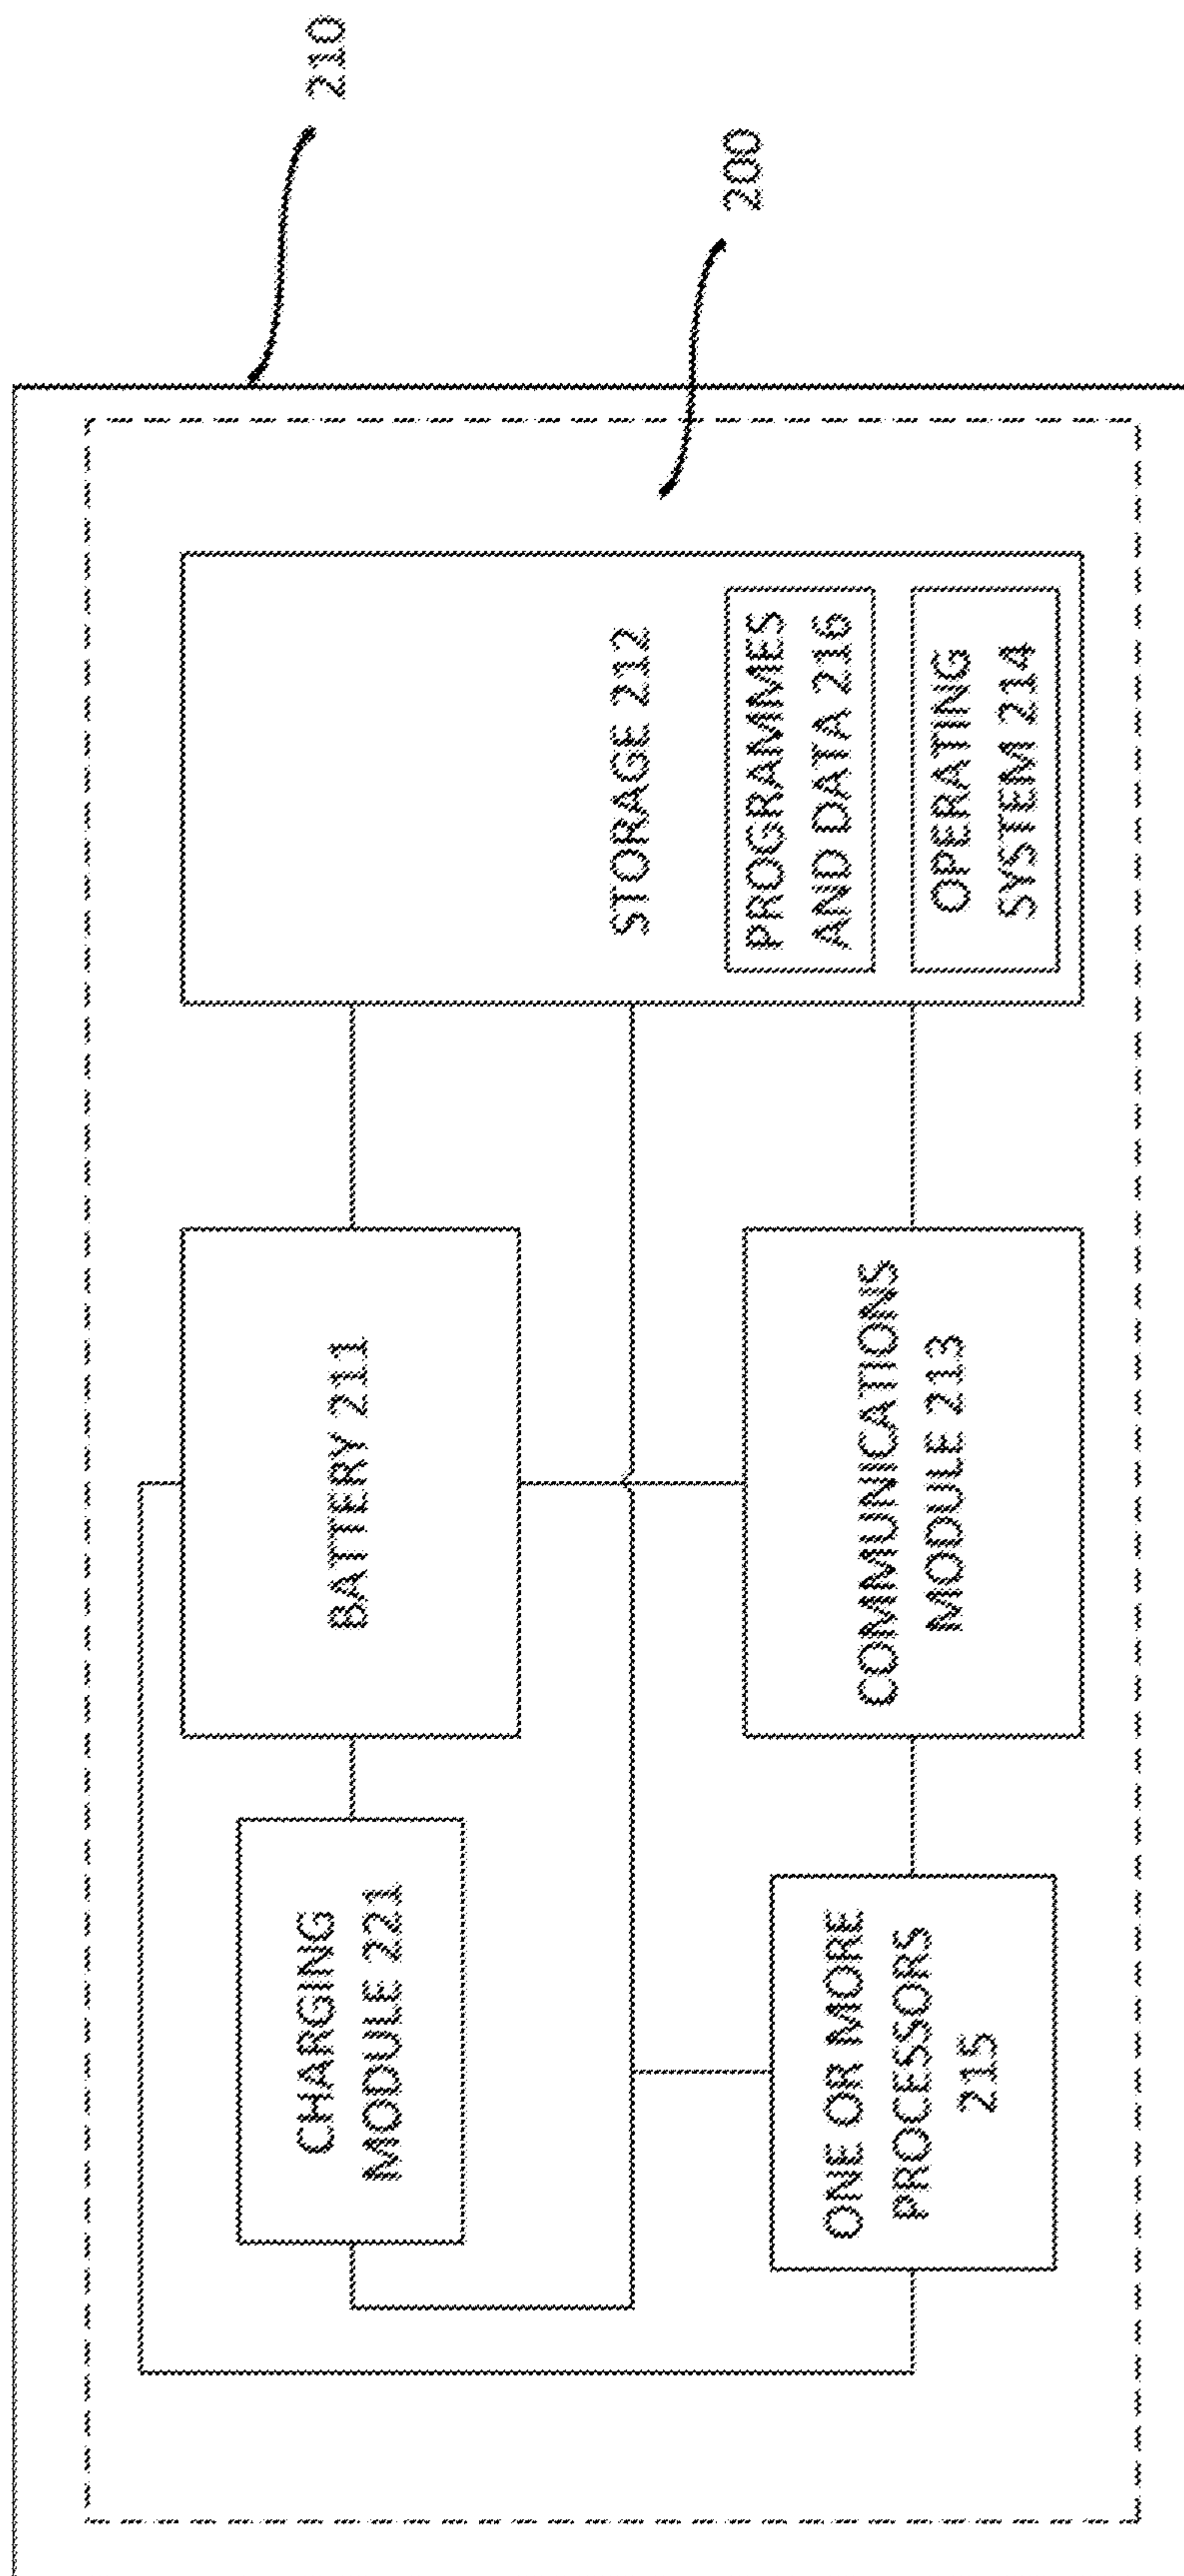 210
200
CHARGING
MODULE 221
BATTERY 211
STORAGE 212
PROGRAMMES
AND DATA 216
OPERATING
SYSTEM 214
ONE OR MORE
PROCESSORS
215
COMMUNICATIONS
MODULE 213